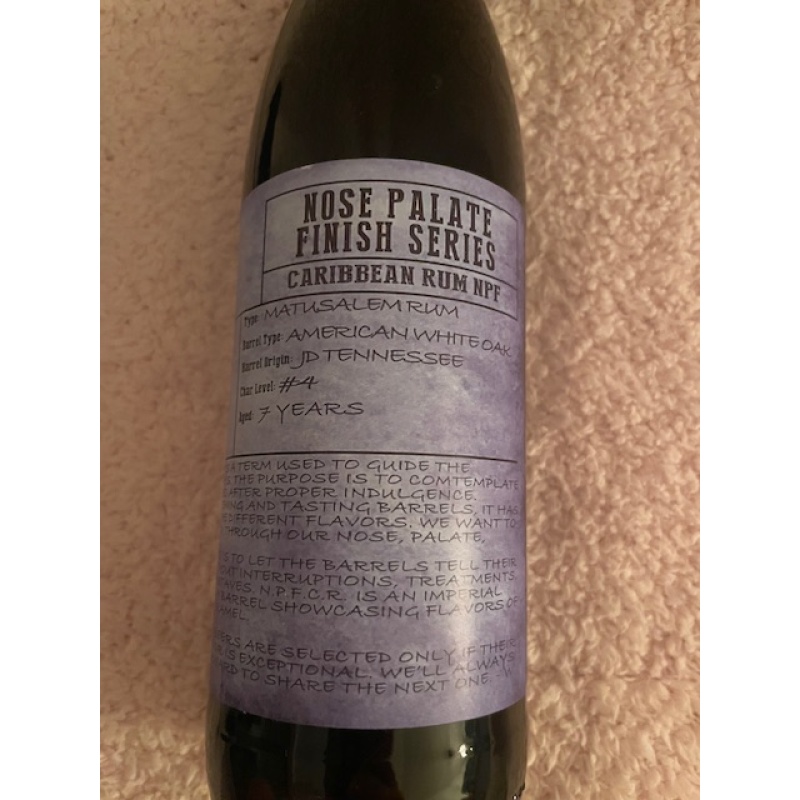 NOSE PALATE
FINISH SERIES
CARIBBEAN RUM NPF
Type: MATUSALEM RUM
Barrel Type: AMERICAN WHITE OAK
Barrel Origin: JD TENNESSEE
Char Level: #4
Aged: 7 YEARS
A TERM USED TO GUIDE THE
THE PURPOSE IS TO COMTEMPLATE
AFTER PROPER INDULGENCE.
AND TASTING BARRELS, IT HAS
DIFFERENT FLAVORS. WE WANT TO
THROUGH OUR NOSE, PALATE,
IS TO LET THE BARRELS TELL THEIR
INTERRUPTIONS, TREATMENTS,
N.P.F.C.R. IS AN IMPERIAL
BARREL SHOWCASING FLAVORS OF
ARE SELECTED ONLY IF THEIR
IS EXCEPTIONAL. WE'LL ALWAYS
TO SHARE THE NEXT ONE.